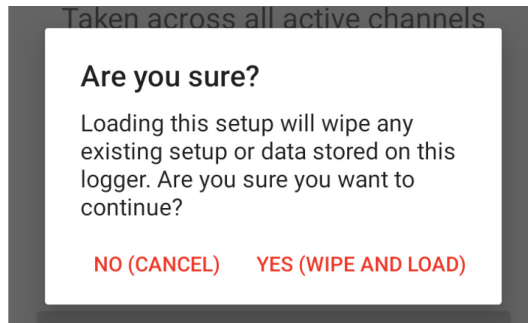 Taken across all active channels
Are you sure?
Loading this setup will wipe any
existing setup or data stored on this
logger. Are you sure you want to
continue?
NO (CANCEL) YES (WIPE AND LOAD)